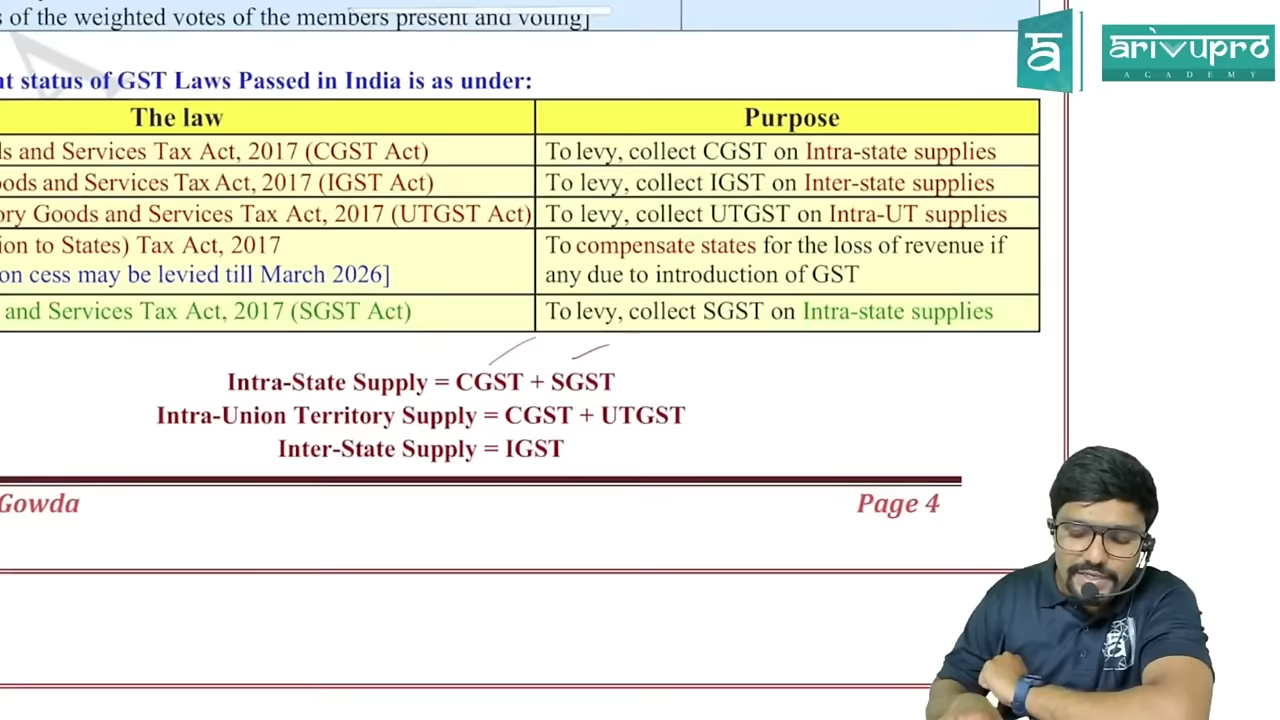 s of the weighted votes of the members present and voting]
nt status of GST Laws Passed in India is as under:
The law Purpose
ds and Services Tax Act, 2017 (CGST Act) To levy, collect CGST on Intra-state supplies
oods and Services Tax Act, 2017 (IGST Act) To levy, collect IGST on Inter-state supplies
ory Goods and Services Tax Act, 2017 (UTGST Act) To levy, collect UTGST on Intra-UT supplies
ion to States) Tax Act, 2017
on cess may be levied till March 2026]
To compensate states for the loss of revenue if
any due to introduction of GST
and Services Tax Act, 2017 (SGST Act) To levy, collect SGST on Intra-state supplies
Intra-State Supply = CGST + SGST
Intra-Union Territory Supply = CGST + UTGST
Inter-State Supply = IGST
Gowda Page 4
arivupro
ACADEMY